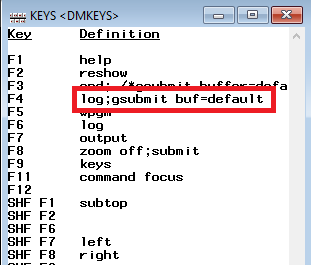 KEYS <DMKEYS>
Key Definition
F1 help
F2 reshow
F3 end; /*gsubmit buffer=defa
F4 log;gsubmit buf=default
F5 wpgm
F6 log
F7 output
F8 zoom off;submit
F9 keys
F11 command focus
F12
SHF F1 subtop
SHF F2
SHF F6
SHF F7 left
SHF F8 right